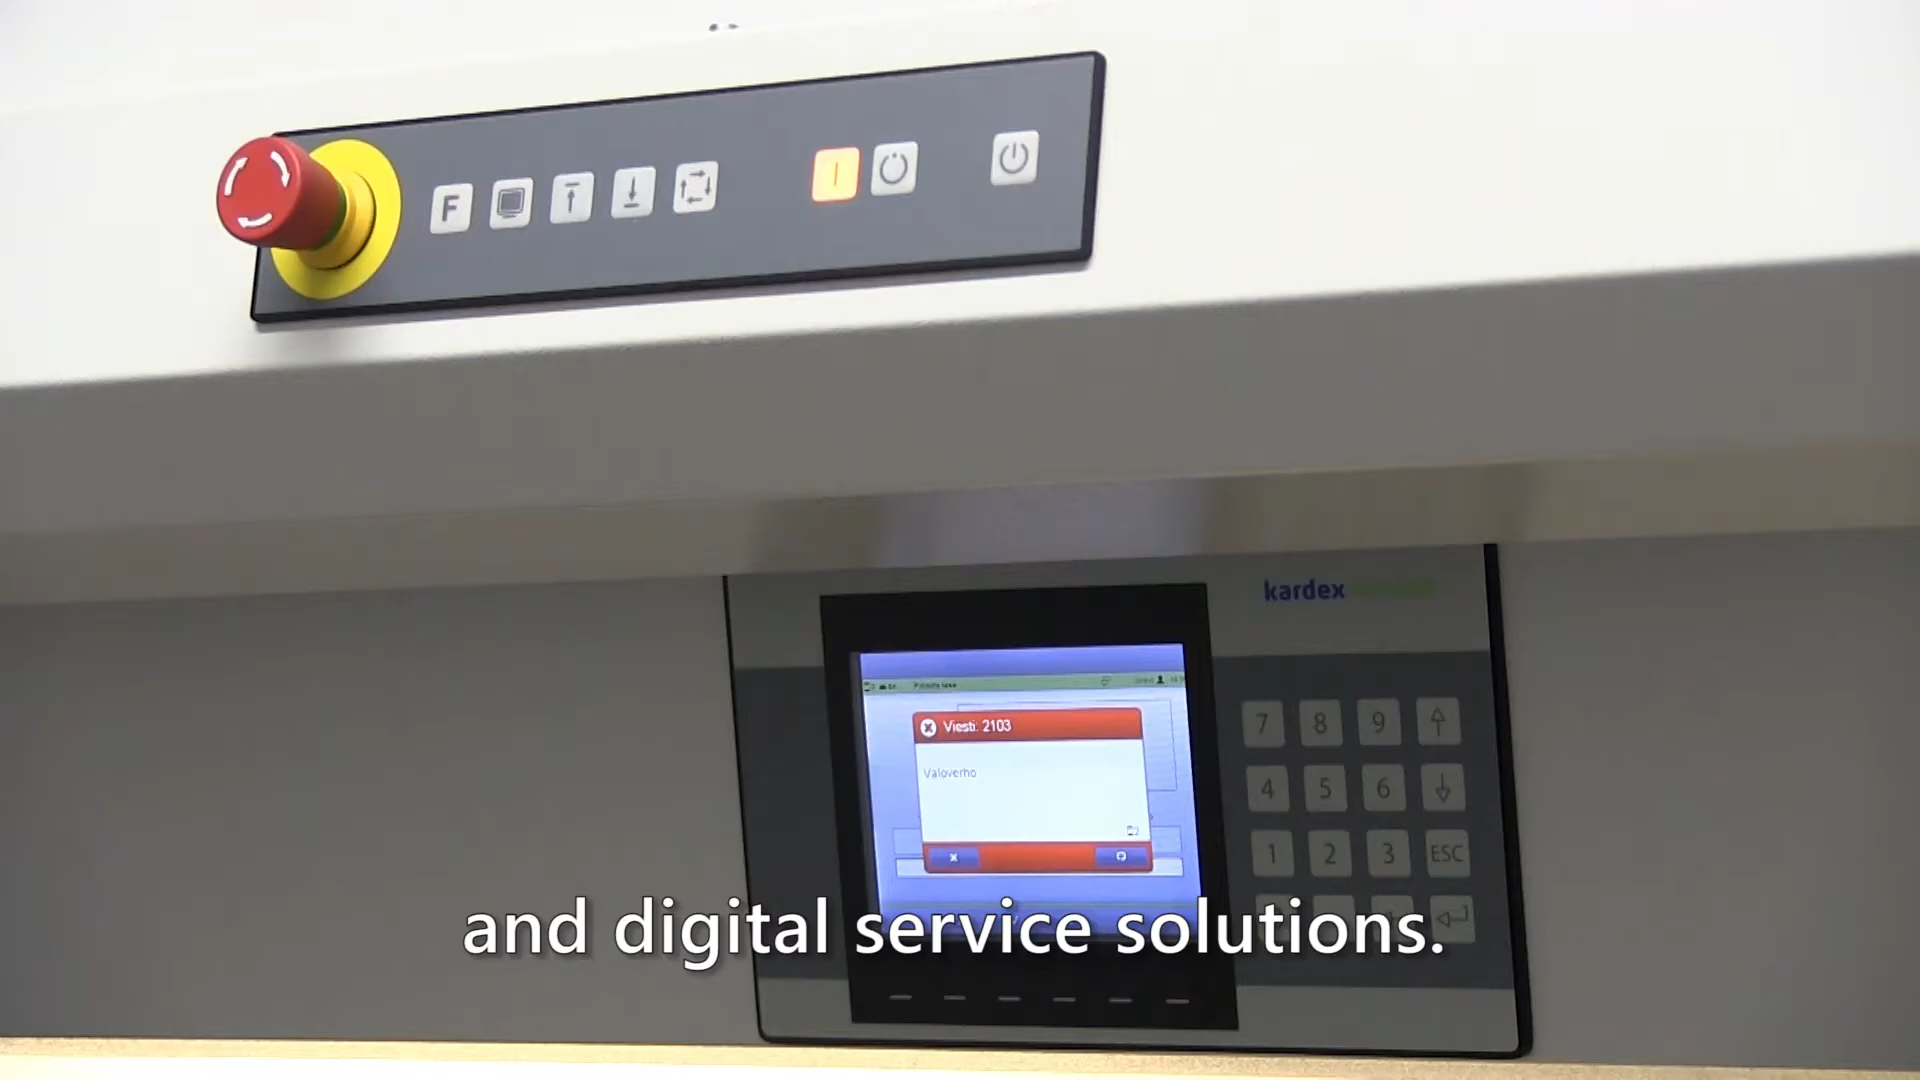 F
kardex
Viesti: 2103
Valoverho
7 8 9
4 5 6
1 2 3 ESC
and digital service solutions.